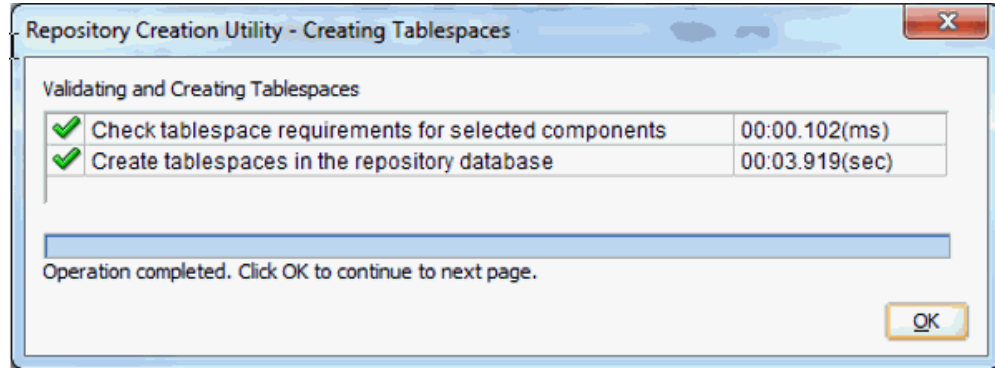 Repository Creation Utility - Creating Tablespaces
Validating and Creating Tablespaces
Check tablespace requirements for selected components 00:00.102(ms)
Create tablespaces in the repository database 00:03.919(sec)
Operation completed. Click OK to continue to next page.
OK